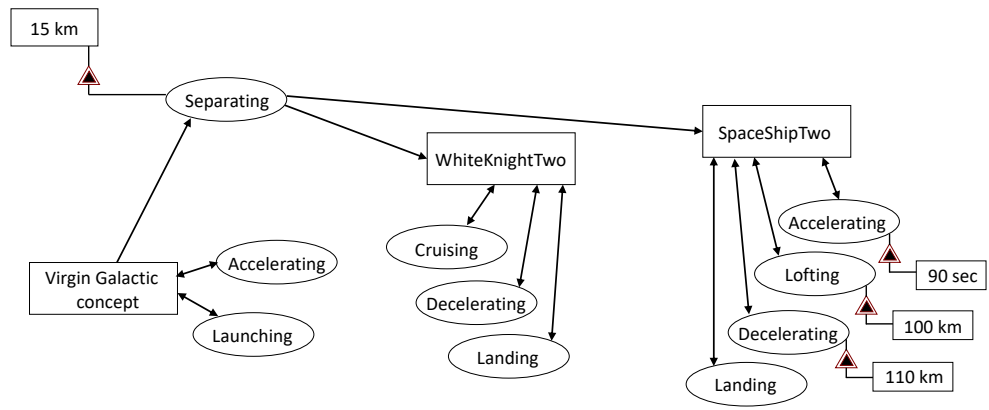 15 km
Separating
SpaceShipTwo
WhiteKnightTwo
Accelerating
Cruising
Accelerating
Virgin Galactic
concept
Lofting
90 sec
Decelerating
100 km
Launching
Decelerating
Landing
110 km
Landing